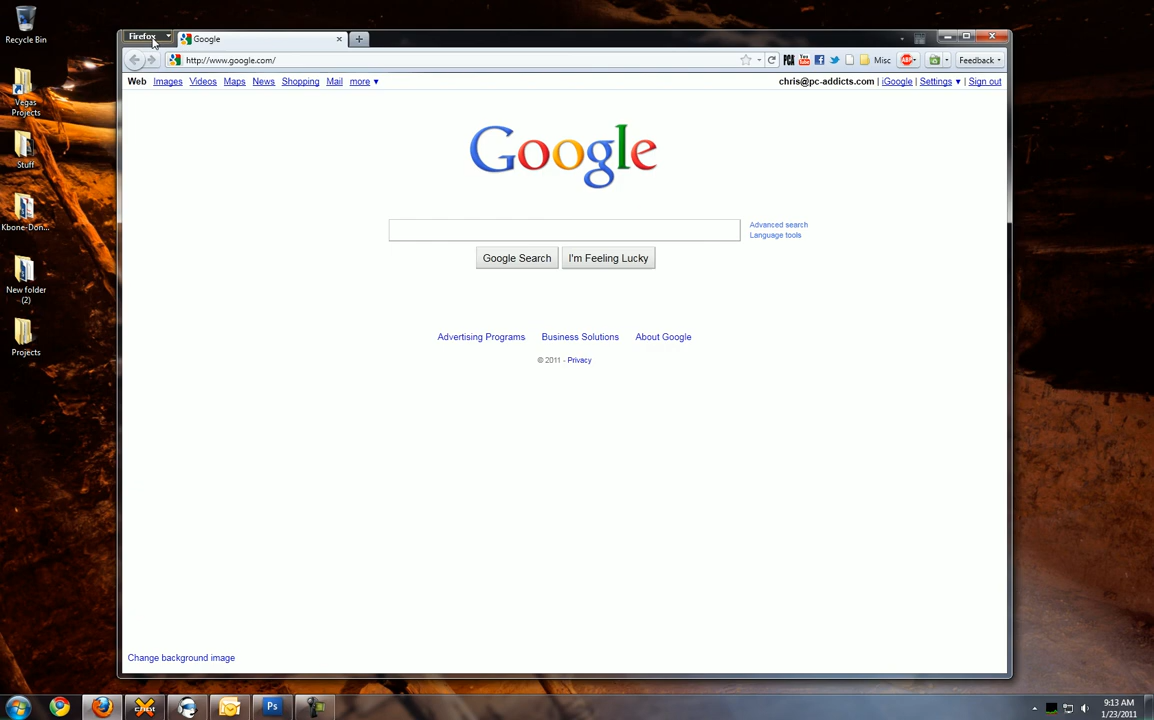 Recycle Bin
Vegas
Projects
Stuff
Kbone-Don...
New folder
(2)
Projects
Firefox
Google
http://www.google.com/
Misc
ABP
Feedback
Web Images Videos Maps News Shopping Mail more ▼
chris@pc-addicts.com | iGoogle | Settings ▼ | Sign out
Google
Advanced search
Language tools
Google Search
I'm Feeling Lucky
Advertising Programs Business Solutions About Google
© 2011 - Privacy
Change background image
Ps
9:13 AM
1/23/2011